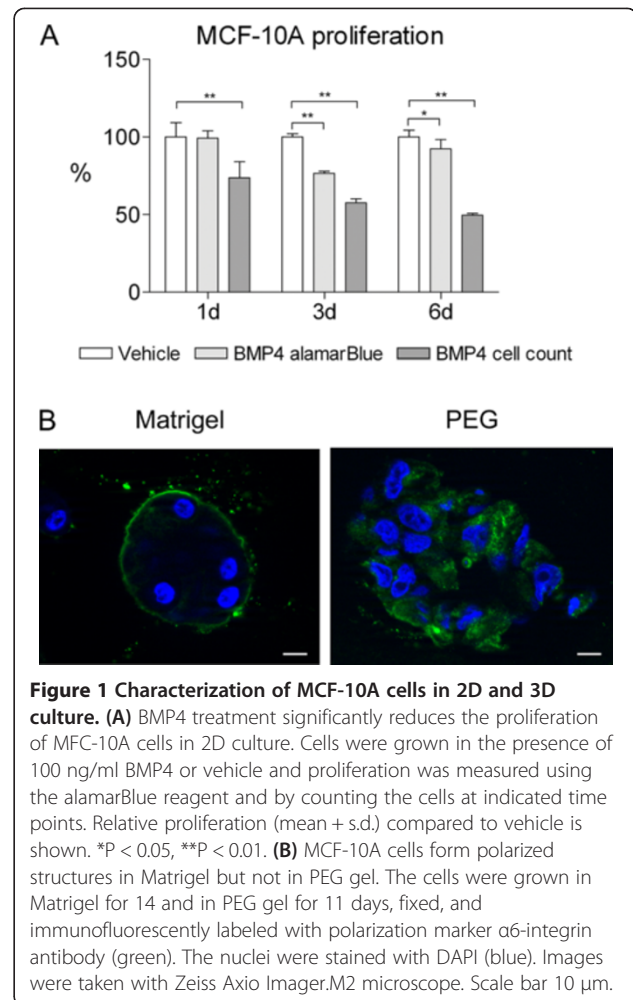 A
MCF-10A proliferation
150
100
%
50
0
**
**
**
**
*
1d
3d
6d
Vehicle
BMP4 alamarBlue
BMP4 cell count
B
Matrigel
PEG
Figure 1 Characterization of MCF-10A cells in 2D and 3D
culture. (A) BMP4 treatment significantly reduces the proliferation
of MFC-10A cells in 2D culture. Cells were grown in the presence of
100 ng/ml BMP4 or vehicle and proliferation was measured using
the alamarBlue reagent and by counting the cells at indicated time
points. Relative proliferation (mean + s.d.) compared to vehicle is
shown. *P < 0.05, **P < 0.01. (B) MCF-10A cells form polarized
structures in Matrigel but not in PEG gel. The cells were grown in
Matrigel for 14 and in PEG gel for 11 days, fixed, and
immunofluorescently labeled with polarization marker α6-integrin
antibody (green). The nuclei were stained with DAPI (blue). Images
were taken with Zeiss Axio Imager.M2 microscope. Scale bar 10 μm.